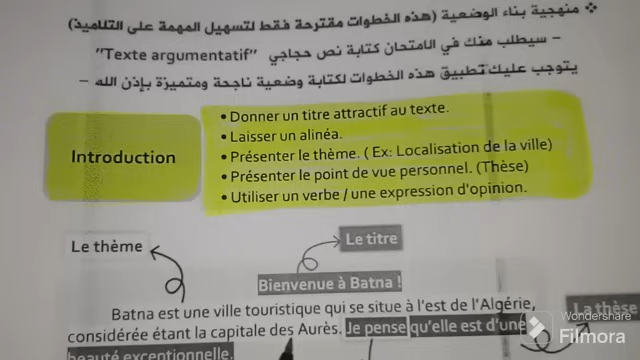 ❖ منهجية بناء الوضعية (هذه الخطوات مقترحة فقط لتسهيل المهمة على التلاميذ)
– سيطلب منك في الامتحان كتابة نص حجاجي "Texte argumentatif"
يتوجب عليك تطبيق هذه الخطوات لكتابة وضعية ناجحة ومتميزة بإذن الله –
Introduction
• Donner un titre attractif au texte.
• Laisser un alinéa.
• Présenter le thème. ( Ex: Localisation de la ville)
• Présenter le point de vue personnel. (Thèse)
• Utiliser un verbe / une expression d'opinion.
Le thème
Le titre
Bienvenue à Batna !
La thèse
Batna est une ville touristique qui se situe à l'est de l'Algérie,
considérée étant la capitale des Aurès. Je pense qu'elle est d'une
beauté exceptionnelle.
Wondershare
Filmora